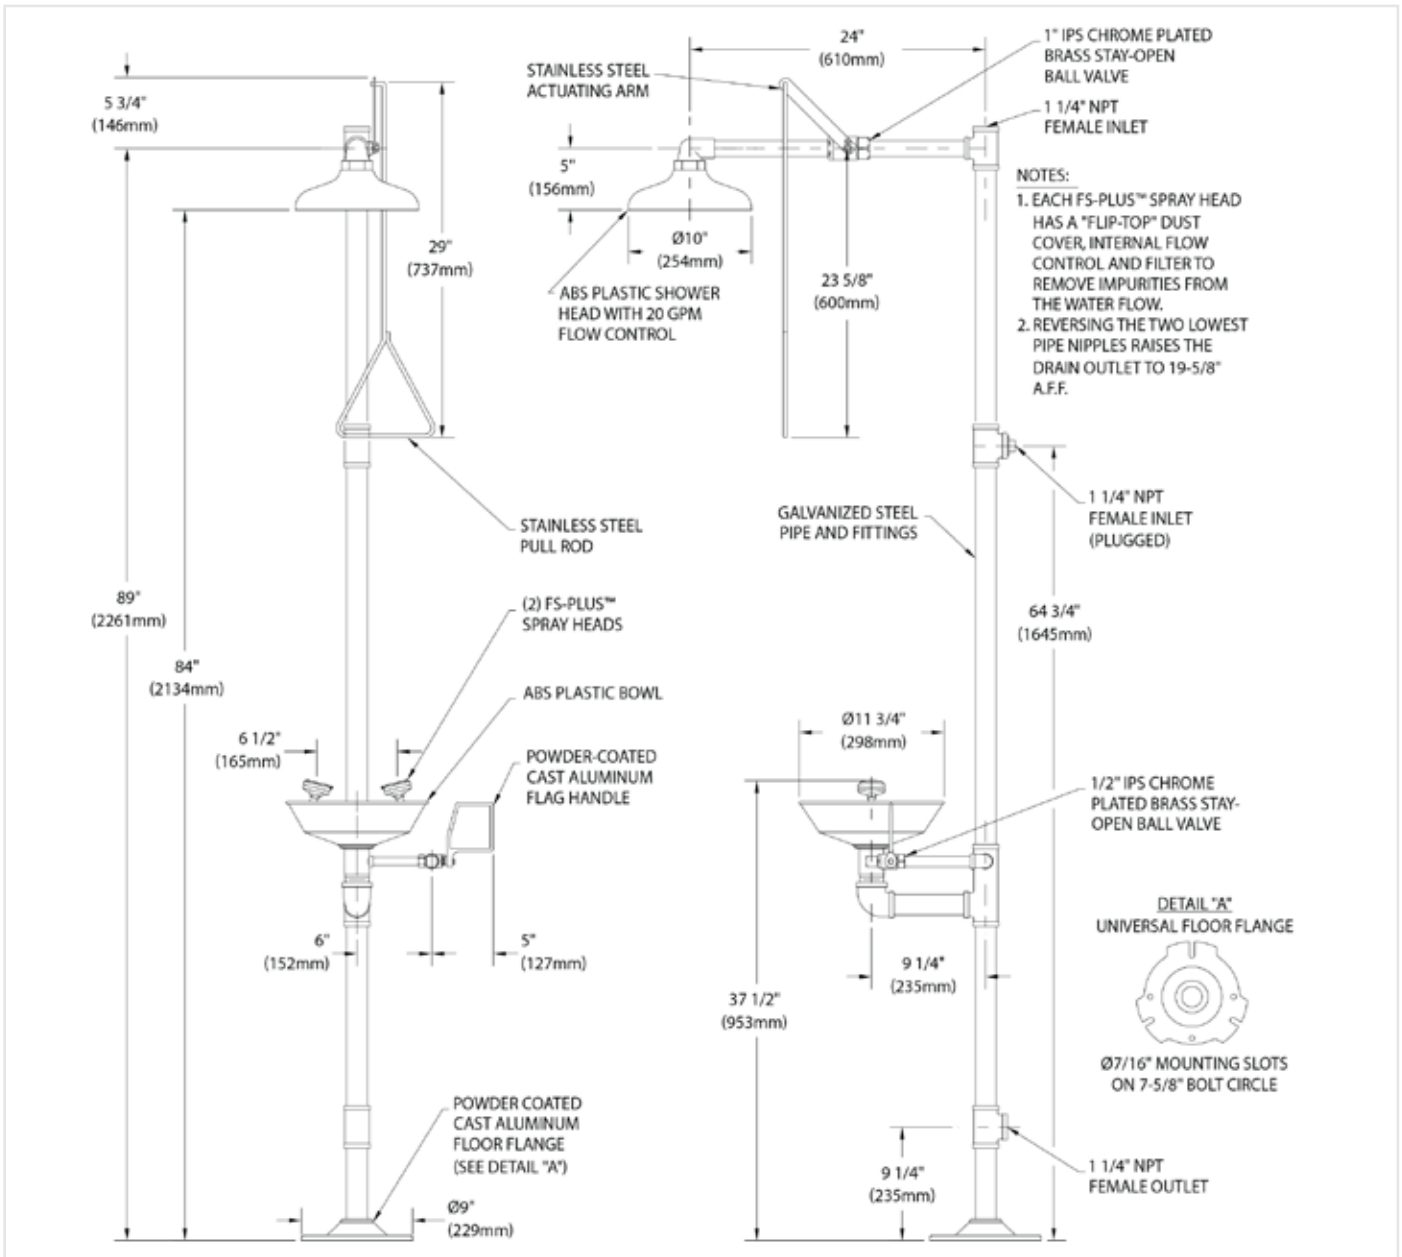 5 3/4"
(146mm)
STAINLESS STEEL
ACTUATING ARM
24"
(610mm)
1" IPS CHROME PLATED
BRASS STAY-OPEN
BALL VALVE
1 1/4" NPT
FEMALE INLET
5"
(156mm)
NOTES:
1. EACH FS-PLUS™ SPRAY HEAD
HAS A "FLIP-TOP" DUST
COVER, INTERNAL FLOW
CONTROL AND FILTER TO
REMOVE IMPURITIES FROM
THE WATER FLOW.
2. REVERSING THE TWO LOWEST
PIPE NIPPLES RAISES THE
DRAIN OUTLET TO 19-5/8"
A.F.F.
29"
(737mm)
Ø10"
(254mm)
23 5/8"
(600mm)
ABS PLASTIC SHOWER
HEAD WITH 20 GPM
FLOW CONTROL
STAINLESS STEEL
PULL ROD
GALVANIZED STEEL
PIPE AND FITTINGS
1 1/4" NPT
FEMALE INLET
(PLUGGED)
89"
(2261mm)
(2) FS-PLUS™
SPRAY HEADS
64 3/4"
(1645mm)
84"
(2134mm)
ABS PLASTIC BOWL
6 1/2"
(165mm)
POWDER-COATED
CAST ALUMINUM
FLAG HANDLE
Ø11 3/4"
(298mm)
1/2" IPS CHROME
PLATED BRASS STAY-
OPEN BALL VALVE
6"
(152mm)
5"
(127mm)
9 1/4"
(235mm)
37 1/2"
(953mm)
DETAIL "A"
UNIVERSAL FLOOR FLANGE
Ø7/16" MOUNTING SLOTS
ON 7-5/8" BOLT CIRCLE
POWDER COATED
CAST ALUMINUM
FLOOR FLANGE
(SEE DETAIL "A")
Ø9"
(229mm)
9 1/4"
(235mm)
1 1/4" NPT
FEMALE OUTLET